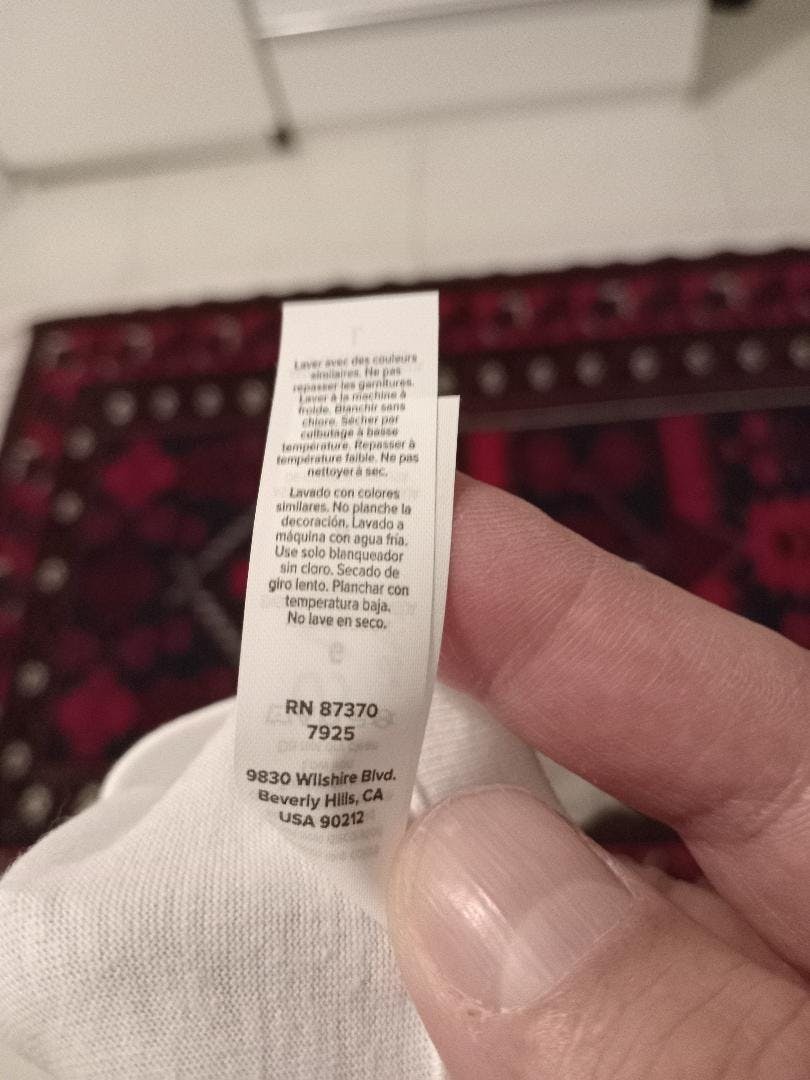 Laver avec des couleurs
similaires. Ne pas
repasser les garnitures.
Laver à la machine à
froide. Blanchir sans
chlore. Sécher par
culbutage à basse
température. Repasser à
température faible. Ne pas
nettoyer à sec.
Lavado con colores
similares. No planche la
decoración. Lavado a
máquina con agua fría.
Use solo blanqueador
sin cloro. Secado de
giro lento. Planchar con
temperatura baja.
No lave en seco.
RN 87370
7925
9830 Wilshire Blvd.
Beverly Hills, CA
USA 90212